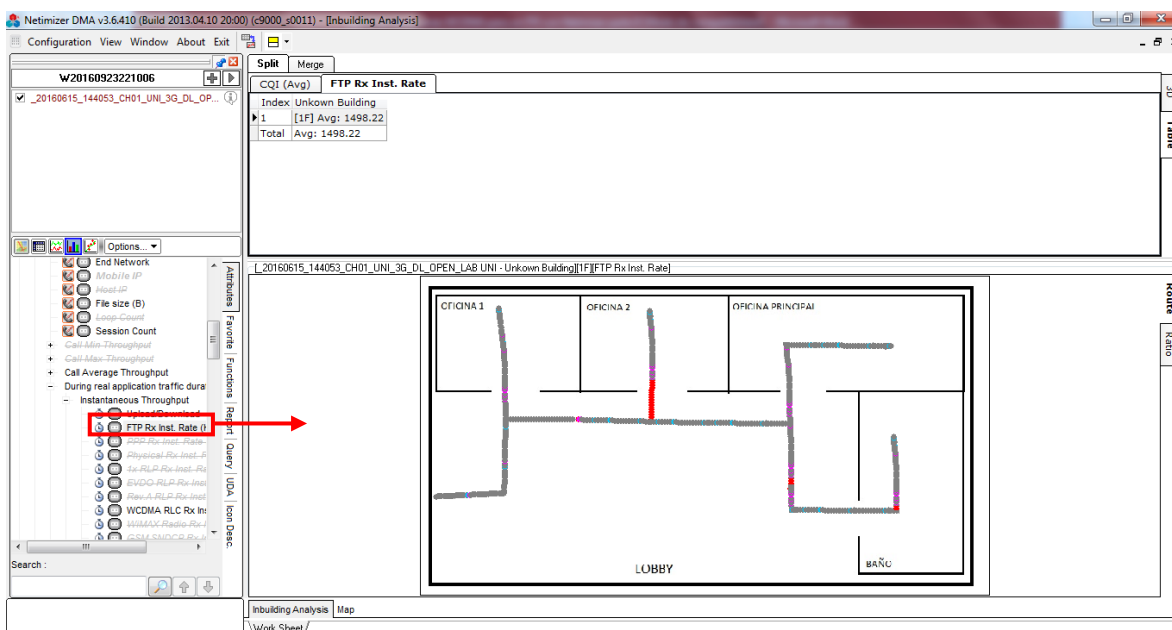 Netimizer DMA v3.6.410 (Build 2013.04.10 20:00) (c9000_s0011) - [Inbuilding Analysis]
Configuration View Window About Exit
W20160923221006
_20160615_144053_CH01_UNI_3G_DL_OP...
Split Merge
CQI (Avg) FTP Rx Inst. Rate
Index Unkown Building
1 [1F] Avg: 1498.22
Total Avg: 1498.22
3D
Table
Options...
End Network
Mobile IP
Host IP
File size (B)
Loop Count
Session Count
Call Min Throughput
Call Max Throughput
Call Average Throughput
During real application traffic dura
Instantaneous Throughput
Upload/Download
FTP Rx Inst. Rate (
PPP Rx Inst. Rate
Physical Rx Inst.
1x RLP Rx Inst. Ra
EVDO RLP Rx Inst
Rev.A RLP Rx Inst
WCDMA RLC Rx In
WiMAX Radio Rx
GSM SNDCP Rx
Attributes
Favorite
Functions
Report
Query
UDA
Icon Desc.
Search :
[_20160615_144053_CH01_UNI_3G_DL_OPEN_LAB UNI - Unkown Building][1F][FTP Rx Inst. Rate]
OFICINA 1
OFICINA 2
OFICINA PRINCIPAL
LOBBY
BAÑO
Route
Ratio
Inbuilding Analysis Map
Work Sheet